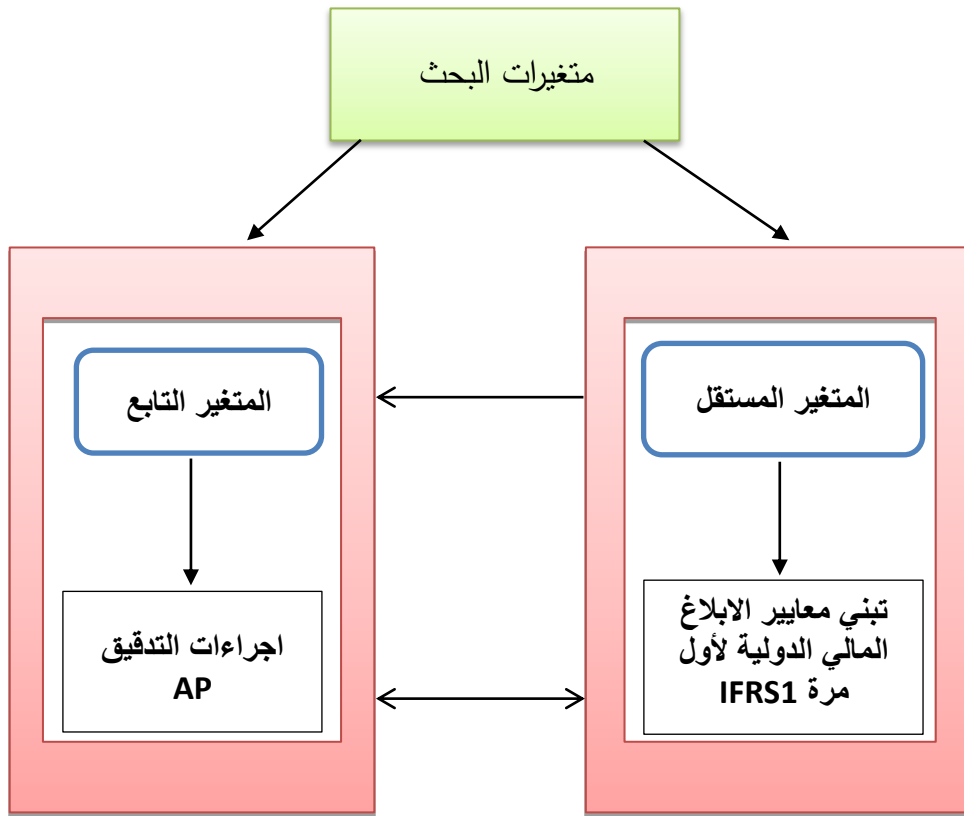 متغيرات البحث
المتغير المستقل
تبني معايير الابلاغ
المالي الدولية لأول
مرة IFRS1
المتغير التابع
اجراءات التدقيق
AP